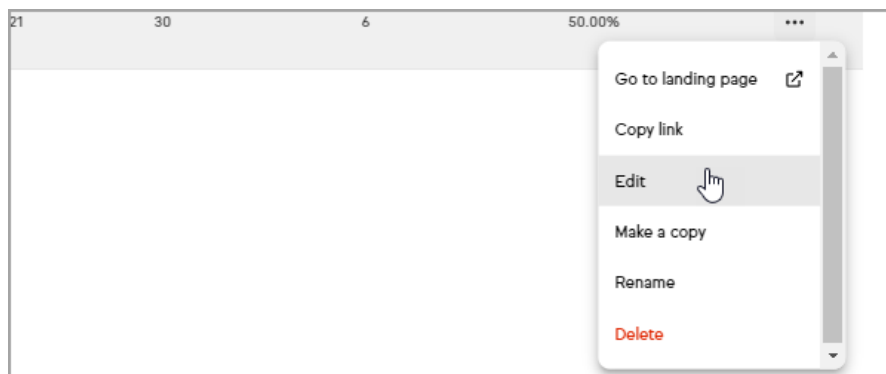 21 30 6 50.00% •••
Go to landing page
Copy link
Edit
Make a copy
Rename
Delete